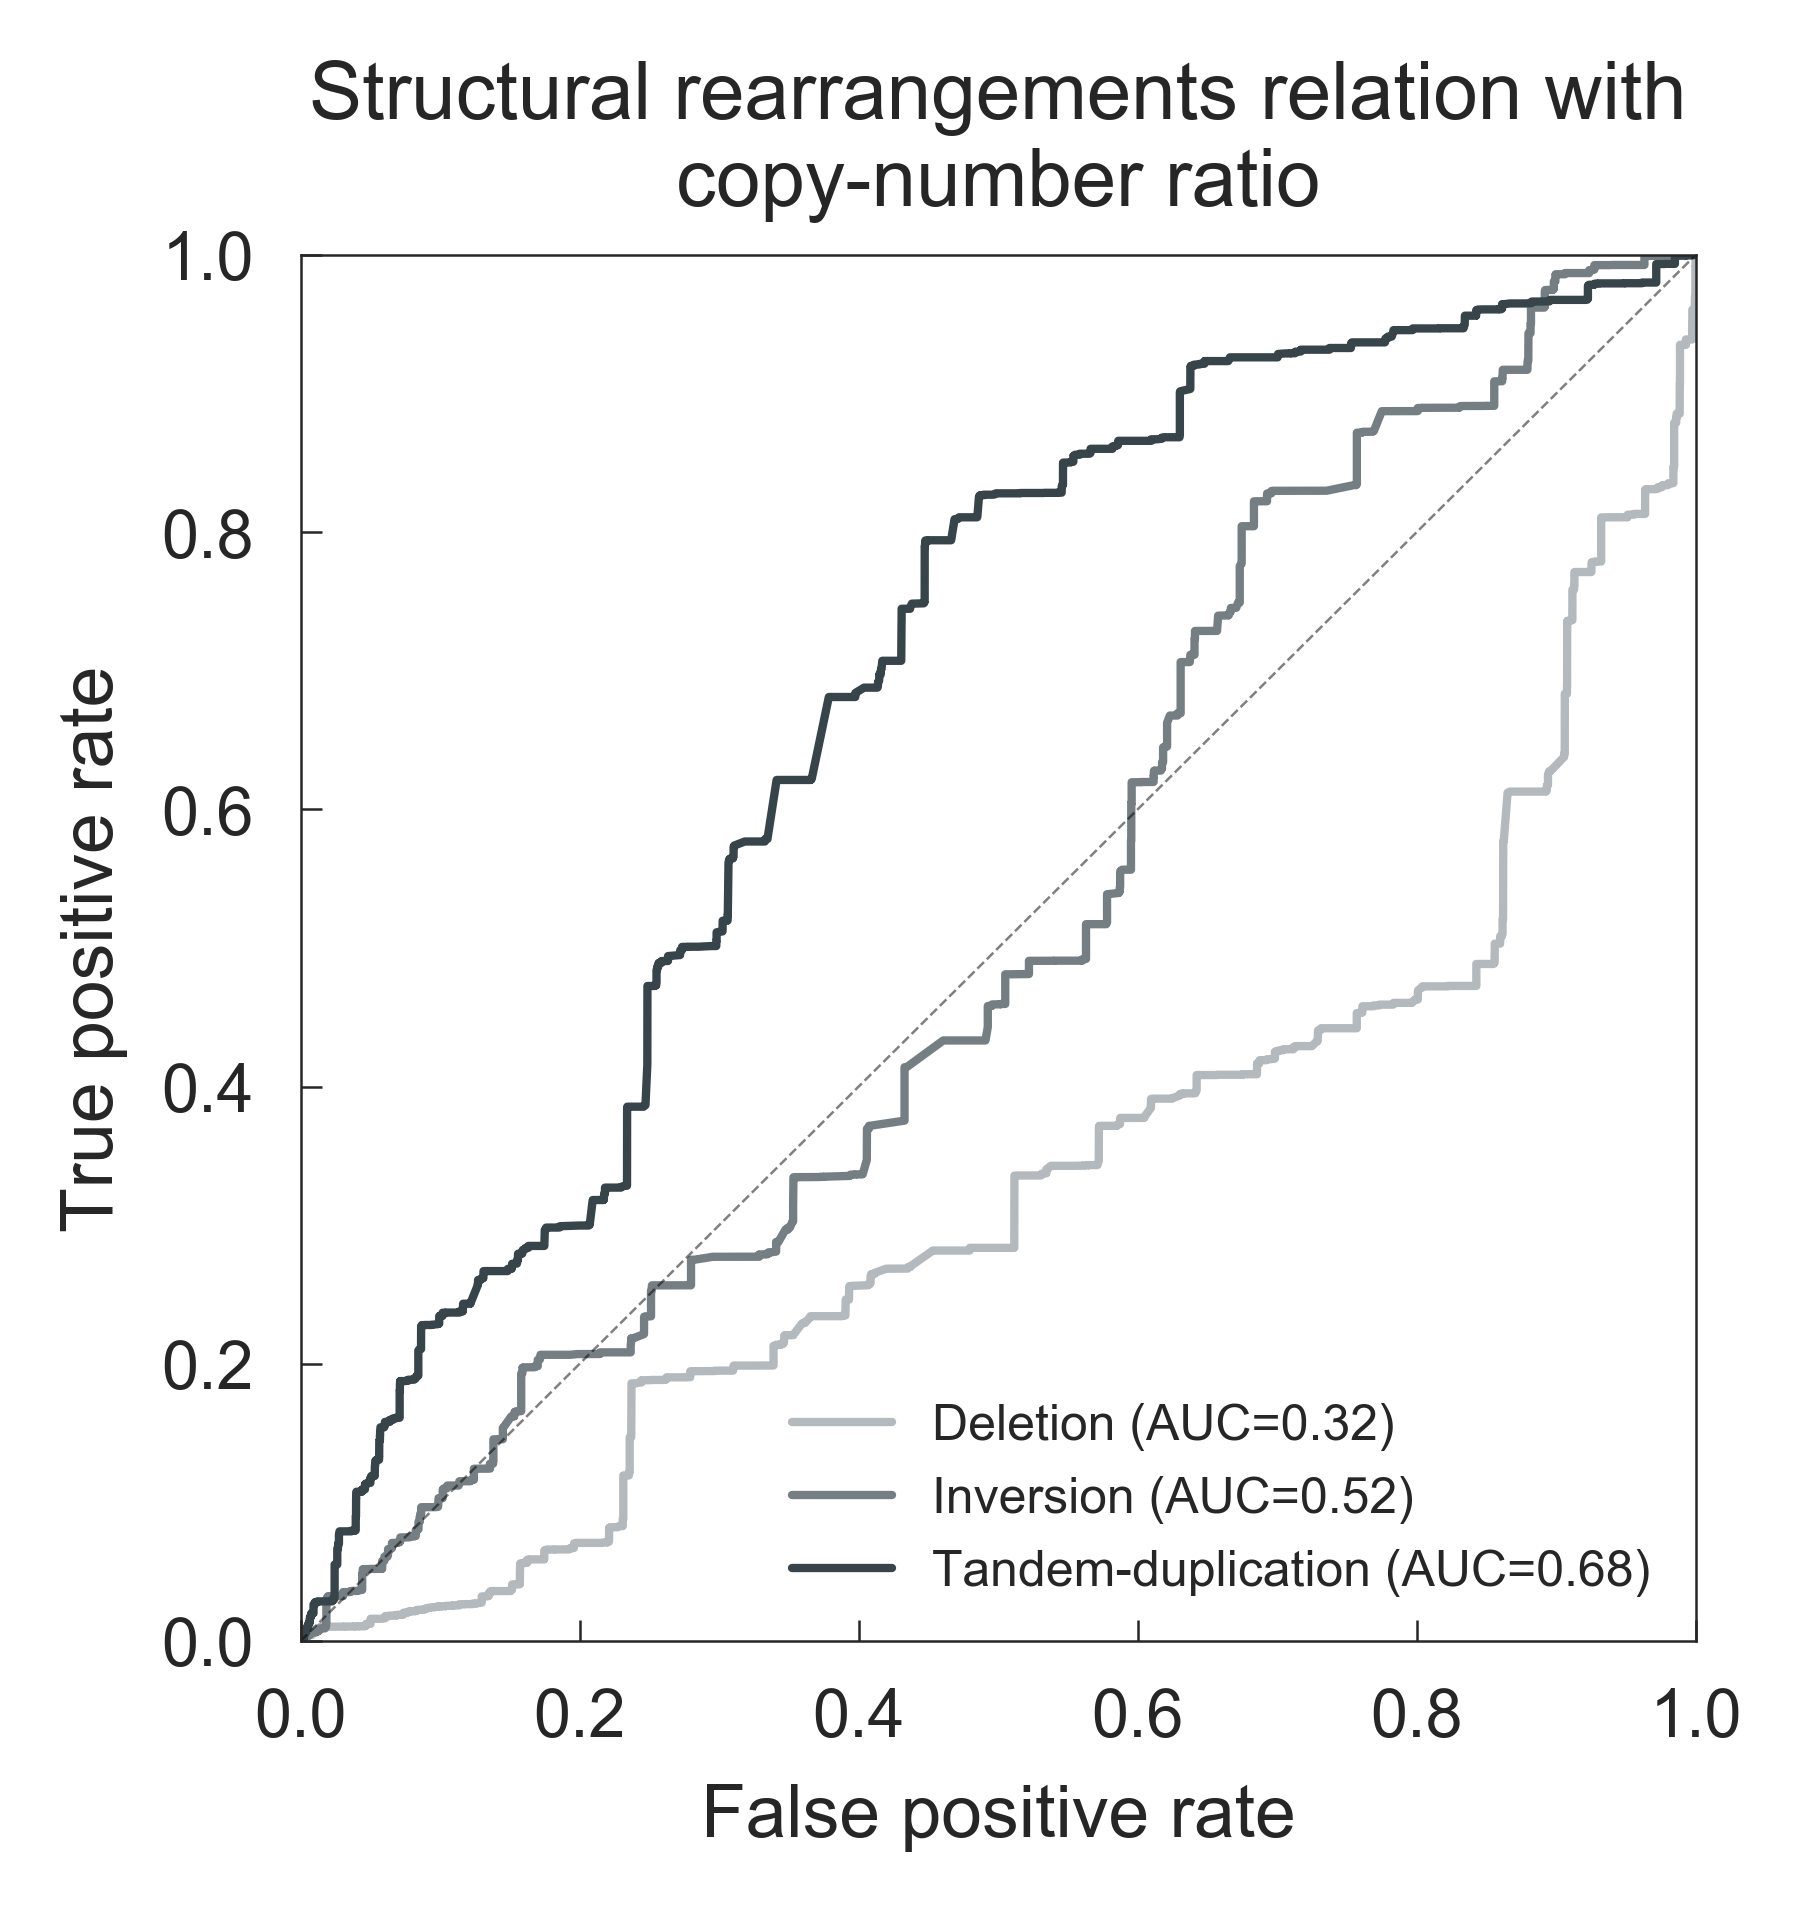 Structural rearrangements relation with
copy-number ratio
1.0
0.8
0.6
0.4
0.2
0.0
True positive rate
Deletion (AUC=0.32)
Inversion (AUC=0.52)
Tandem-duplication (AUC=0.68)
0.0 0.2 0.4 0.6 0.8 1.0
False positive rate